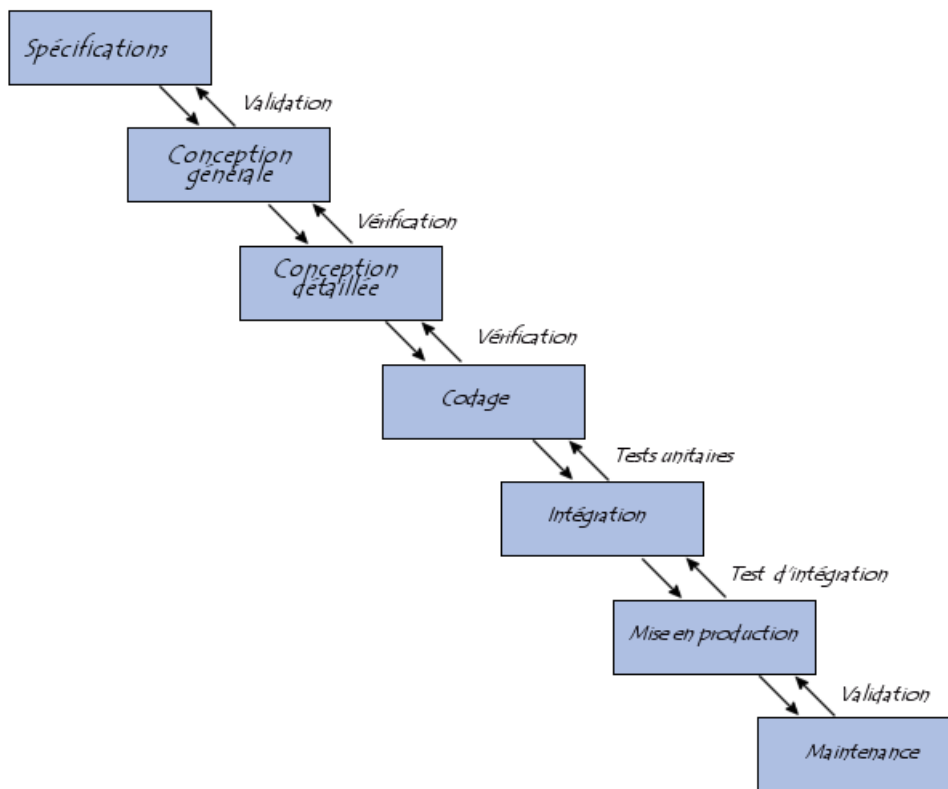 Spécifications
Validation
Conception
générale
Vérification
Conception
détaillée
Vérification
Codage
Tests unitaires
Intégration
Test d'intégration
Mise en production
Validation
Maintenance